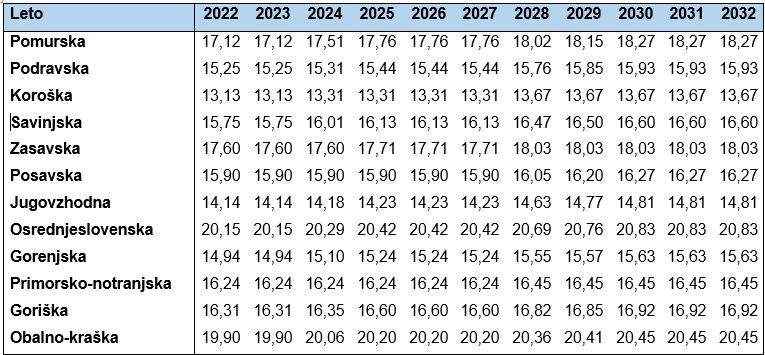 Leto 2022 2023 2024 2025 2026 2027 2028 2029 2030 2031 2032
Pomurska 17,12 17,12 17,51 17,76 17,76 17,76 18,02 18,15 18,27 18,27 18,27
Podravska 15,25 15,25 15,31 15,44 15,44 15,44 15,76 15,85 15,93 15,93 15,93
Koroška 13,13 13,13 13,31 13,31 13,31 13,31 13,67 13,67 13,67 13,67 13,67
Savinjska 15,75 15,75 16,01 16,13 16,13 16,13 16,47 16,50 16,60 16,60 16,60
Zasavska 17,60 17,60 17,60 17,71 17,71 17,71 18,03 18,03 18,03 18,03 18,03
Posavska 15,90 15,90 15,90 15,90 15,90 15,90 16,05 16,20 16,27 16,27 16,27
Jugovzhodna 14,14 14,14 14,18 14,23 14,23 14,23 14,63 14,77 14,81 14,81 14,81
Osrednjeslovenska 20,15 20,15 20,29 20,42 20,42 20,42 20,69 20,76 20,83 20,83 20,83
Gorenjska 14,94 14,94 15,10 15,24 15,24 15,24 15,55 15,57 15,63 15,63 15,63
Primorsko-notranjska 16,24 16,24 16,24 16,24 16,24 16,24 16,45 16,45 16,45 16,45 16,45
Goriška 16,31 16,31 16,35 16,60 16,60 16,60 16,82 16,85 16,92 16,92 16,92
Obalno-kraška 19,90 19,90 20,06 20,20 20,20 20,20 20,36 20,41 20,45 20,45 20,45